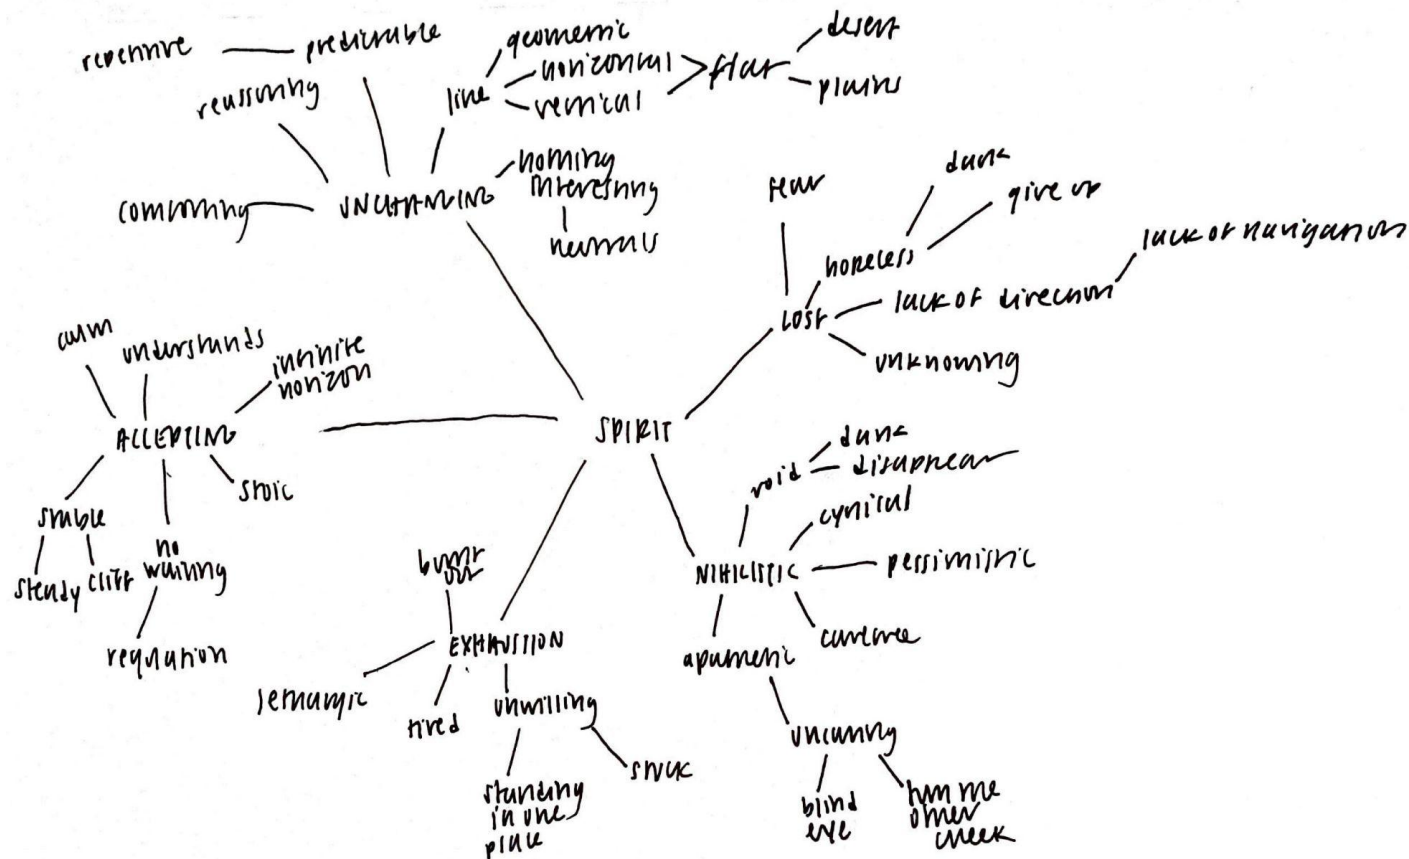 repetitive
predictable
reassuring
comforting
UNCHANGING
line
geometric
horizontal
vertical
flat
desert
plains
nothing
interesting
neutrals
fear
dark
give up
hopeless
LOST
lack of direction
lack of navigation
unknowing
calm
understands
infinite
horizon
ACCEPTING
stoic
stable
steady
cliff
no
regulation
SPIRIT
void
dark
disappear
cynical
NIHILISTIC
pessimistic
carefree
apathetic
blind
eye
turn the
other
cheek
burnt
out
EXHAUSTION
lethargic
tired
unwilling
stuck
standing
in one
place